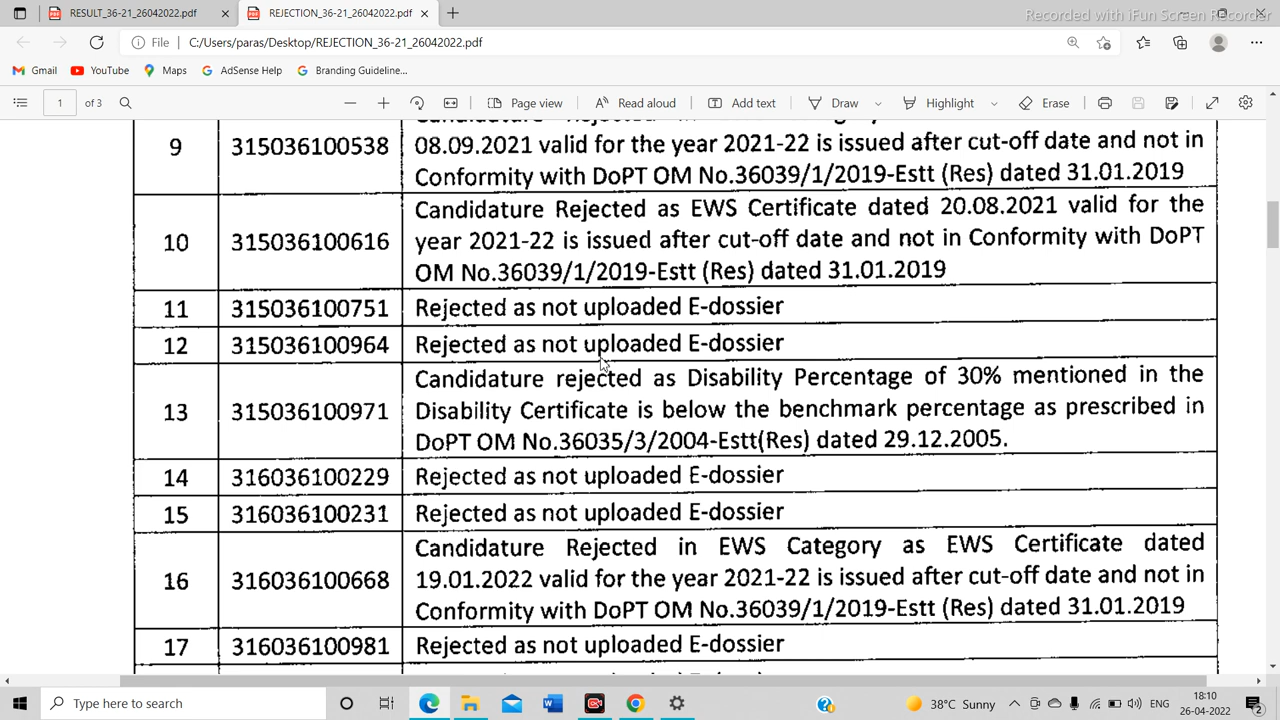 RESULT_36-21_26042022.pdf
REJECTION_36-21_26042022.pdf
Recorded with iFun Screen Recorder
File C:/Users/paras/Desktop/REJECTION_36-21_26042022.pdf
Gmail YouTube Maps AdSense Help Branding Guideline...
1 of 3 Page view Read aloud Add text Draw Highlight Erase
9 315036100538
08.09.2021 valid for the year 2021-22 is issued after cut-off date and not in
Conformity with DoPT OM No.36039/1/2019-Estt (Res) dated 31.01.2019
10 315036100616
Candidature Rejected as EWS Certificate dated 20.08.2021 valid for the
year 2021-22 is issued after cut-off date and not in Conformity with DoPT
OM No.36039/1/2019-Estt (Res) dated 31.01.2019
11 315036100751 Rejected as not uploaded E-dossier
12 315036100964 Rejected as not uploaded E-dossier
13 315036100971
Candidature rejected as Disability Percentage of 30% mentioned in the
Disability Certificate is below the benchmark percentage as prescribed in
DoPT OM No.36035/3/2004-Estt(Res) dated 29.12.2005.
14 316036100229 Rejected as not uploaded E-dossier
15 316036100231 Rejected as not uploaded E-dossier
16 316036100668
Candidature Rejected in EWS Category as EWS Certificate dated
19.01.2022 valid for the year 2021-22 is issued after cut-off date and not in
Conformity with DoPT OM No.36039/1/2019-Estt (Res) dated 31.01.2019
17 316036100981 Rejected as not uploaded E-dossier
Type here to search
38°C Sunny ENG 18:10
26-04-2022 2